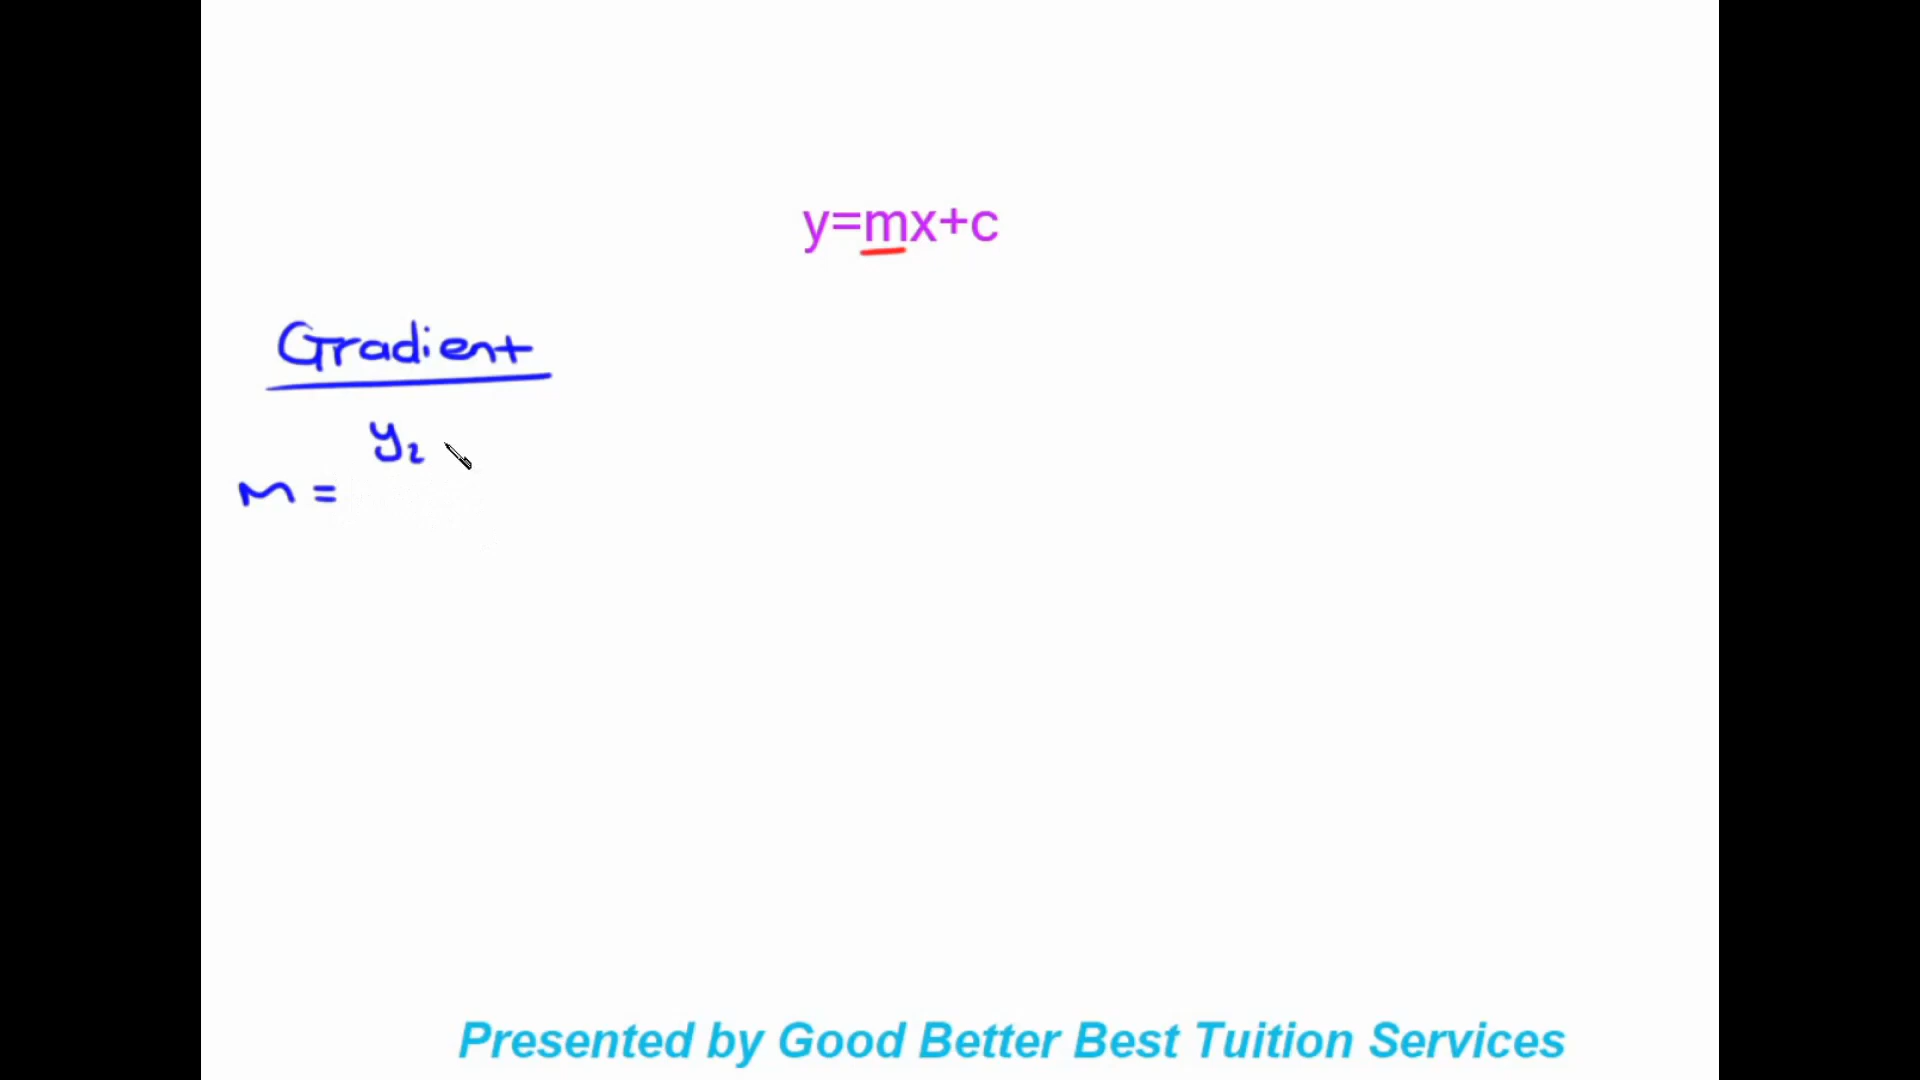 y=mx+c
Gradient
y₂
m =
Presented by Good Better Best Tuition Services